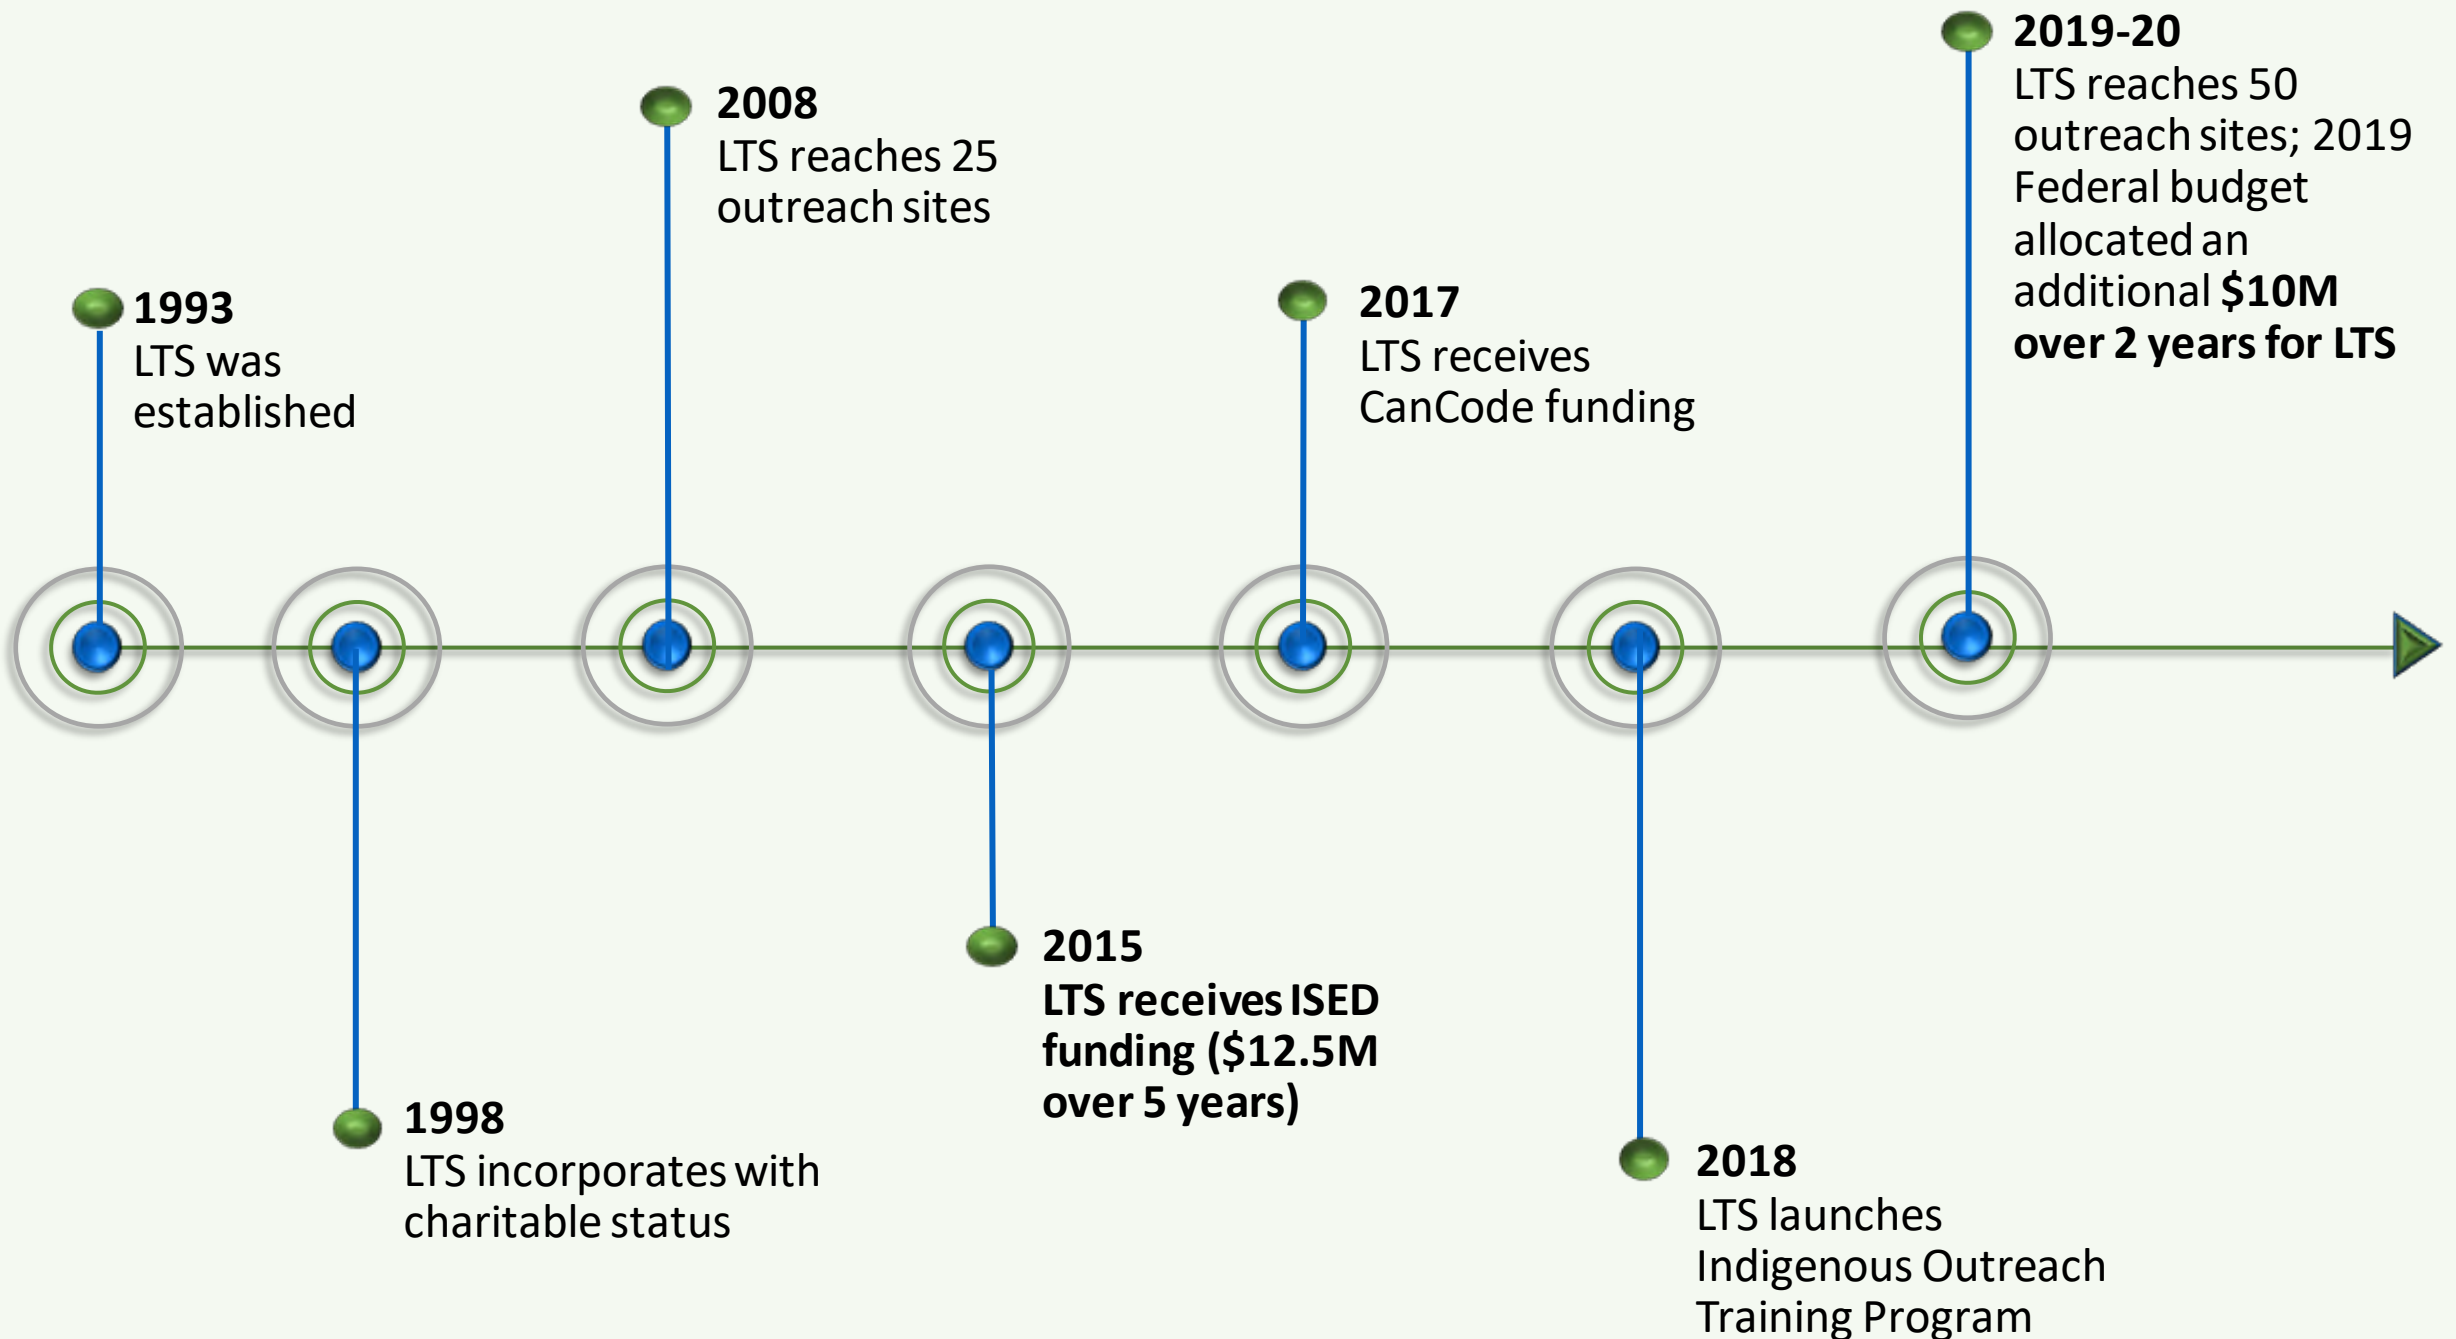 1993
LTS was
established
1998
LTS incorporates with
charitable status
2008
LTS reaches 25
outreach sites
2015
LTS receives ISED
funding ($12.5M
over 5 years)
2017
LTS receives
CanCode funding
2018
LTS launches
Indigenous Outreach
Training Program
2019-20
LTS reaches 50
outreach sites; 2019
Federal budget
allocated an
additional $10M
over 2 years for LTS